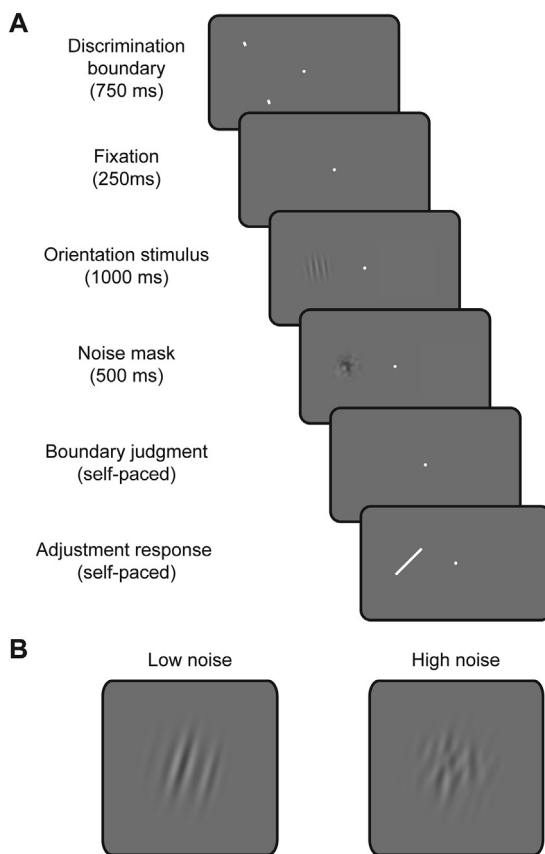 A
Discrimination
boundary
(750 ms)
Fixation
(250ms)
Orientation stimulus
(1000 ms)
Noise mask
(500 ms)
Boundary judgment
(self-paced)
Adjustment response
(self-paced)
B
Low noise
High noise